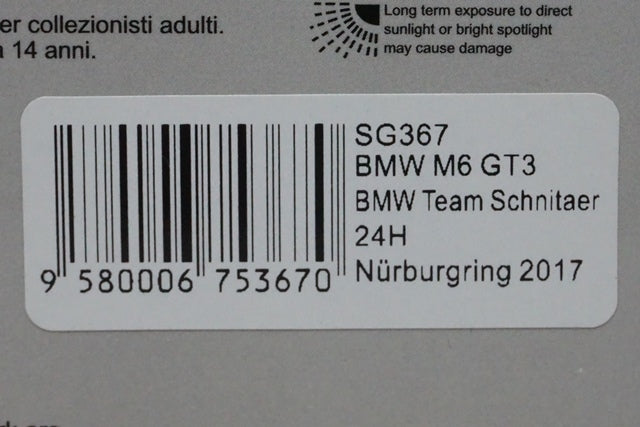 er collezionisti adulti.
a 14 anni.
Long term exposure to direct
sunlight or bright spotlight
may cause damage
SG367
BMW M6 GT3
BMW Team Schnitaer
24H
Nürburgring 2017
9 580006 753670